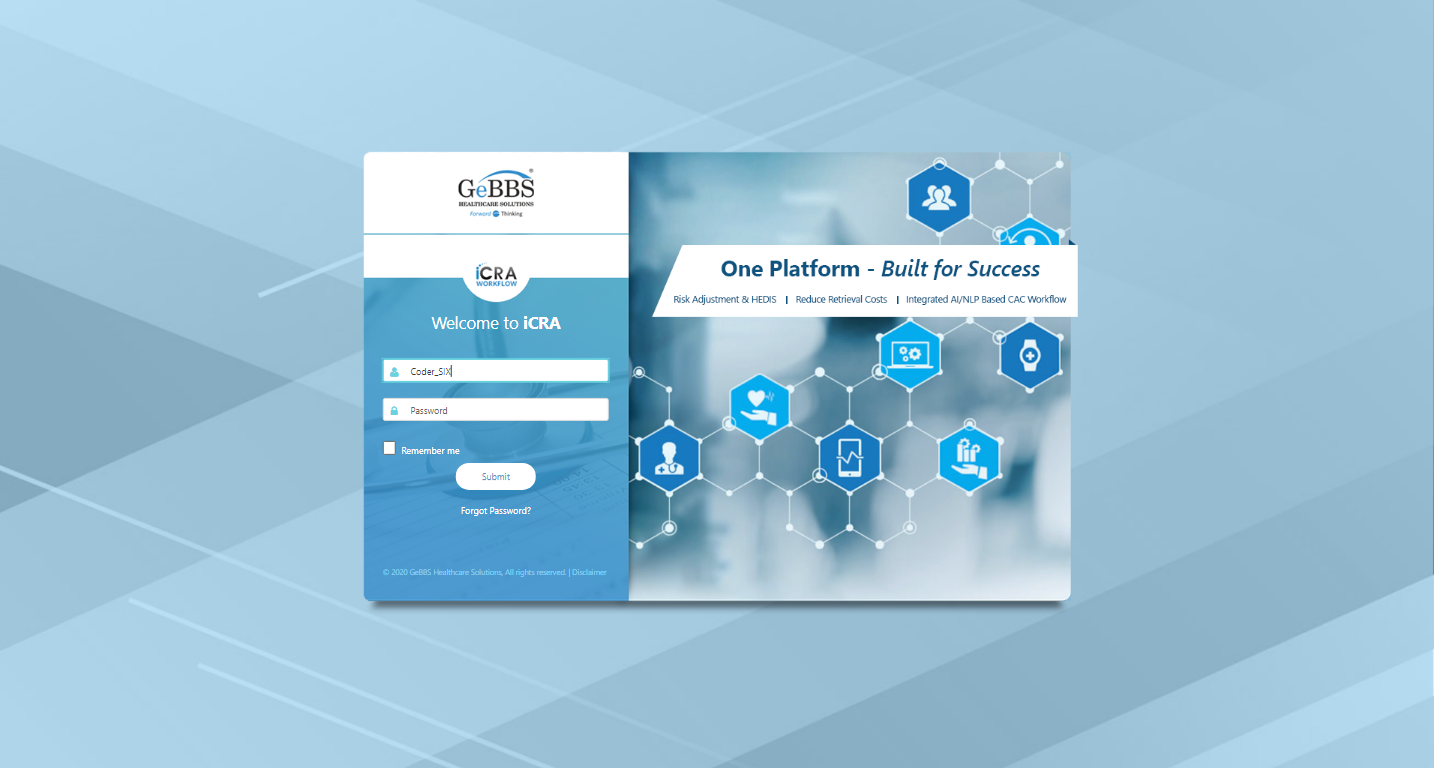 GeBBS®
HEALTHCARE SOLUTIONS
Forward Thinking
iCRA
WORKFLOW
Welcome to iCRA
Coder_SIX
Password
Remember me
Submit
Forgot Password?
© 2020 GeBBS Healthcare Solutions, All rights reserved. | Disclaimer
One Platform - Built for Success
Risk Adjustment & HEDIS | Reduce Retrieval Costs | Integrated AI/NLP Based CAC Workflow